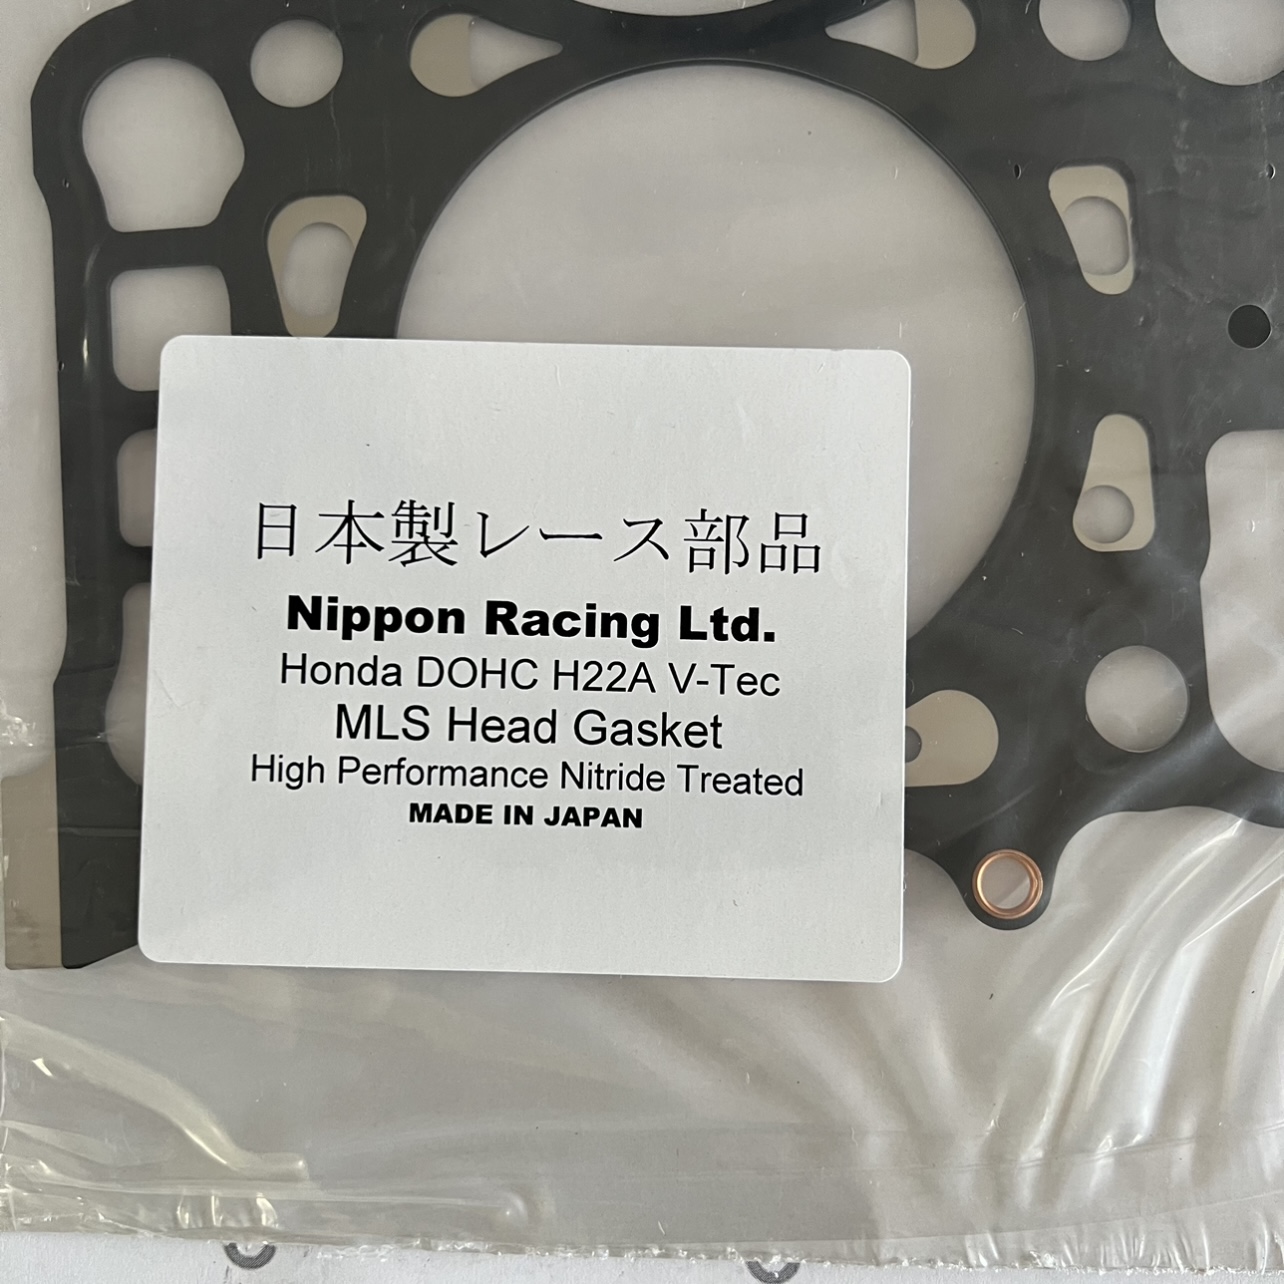 日本製レース部品
Nippon Racing Ltd.
Honda DOHC H22A V-Tec
MLS Head Gasket
High Performance Nitride Treated
MADE IN JAPAN